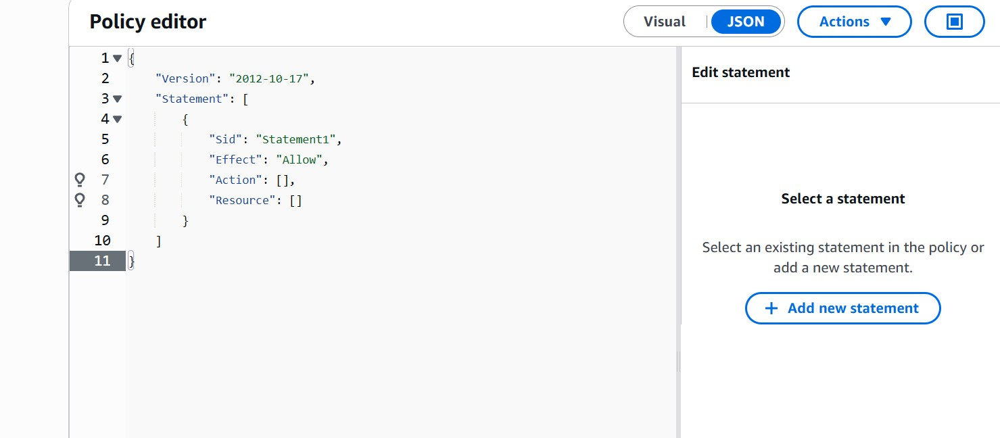 Policy editor
Visual
JSON
Actions
1 {
2     "Version": "2012-10-17",
3     "Statement": [
4         {
5             "Sid": "Statement1",
6             "Effect": "Allow",
7             "Action": [],
8             "Resource": []
9         }
10     ]
11 }
Edit statement
Select a statement
Select an existing statement in the policy or
add a new statement.
+ Add new statement